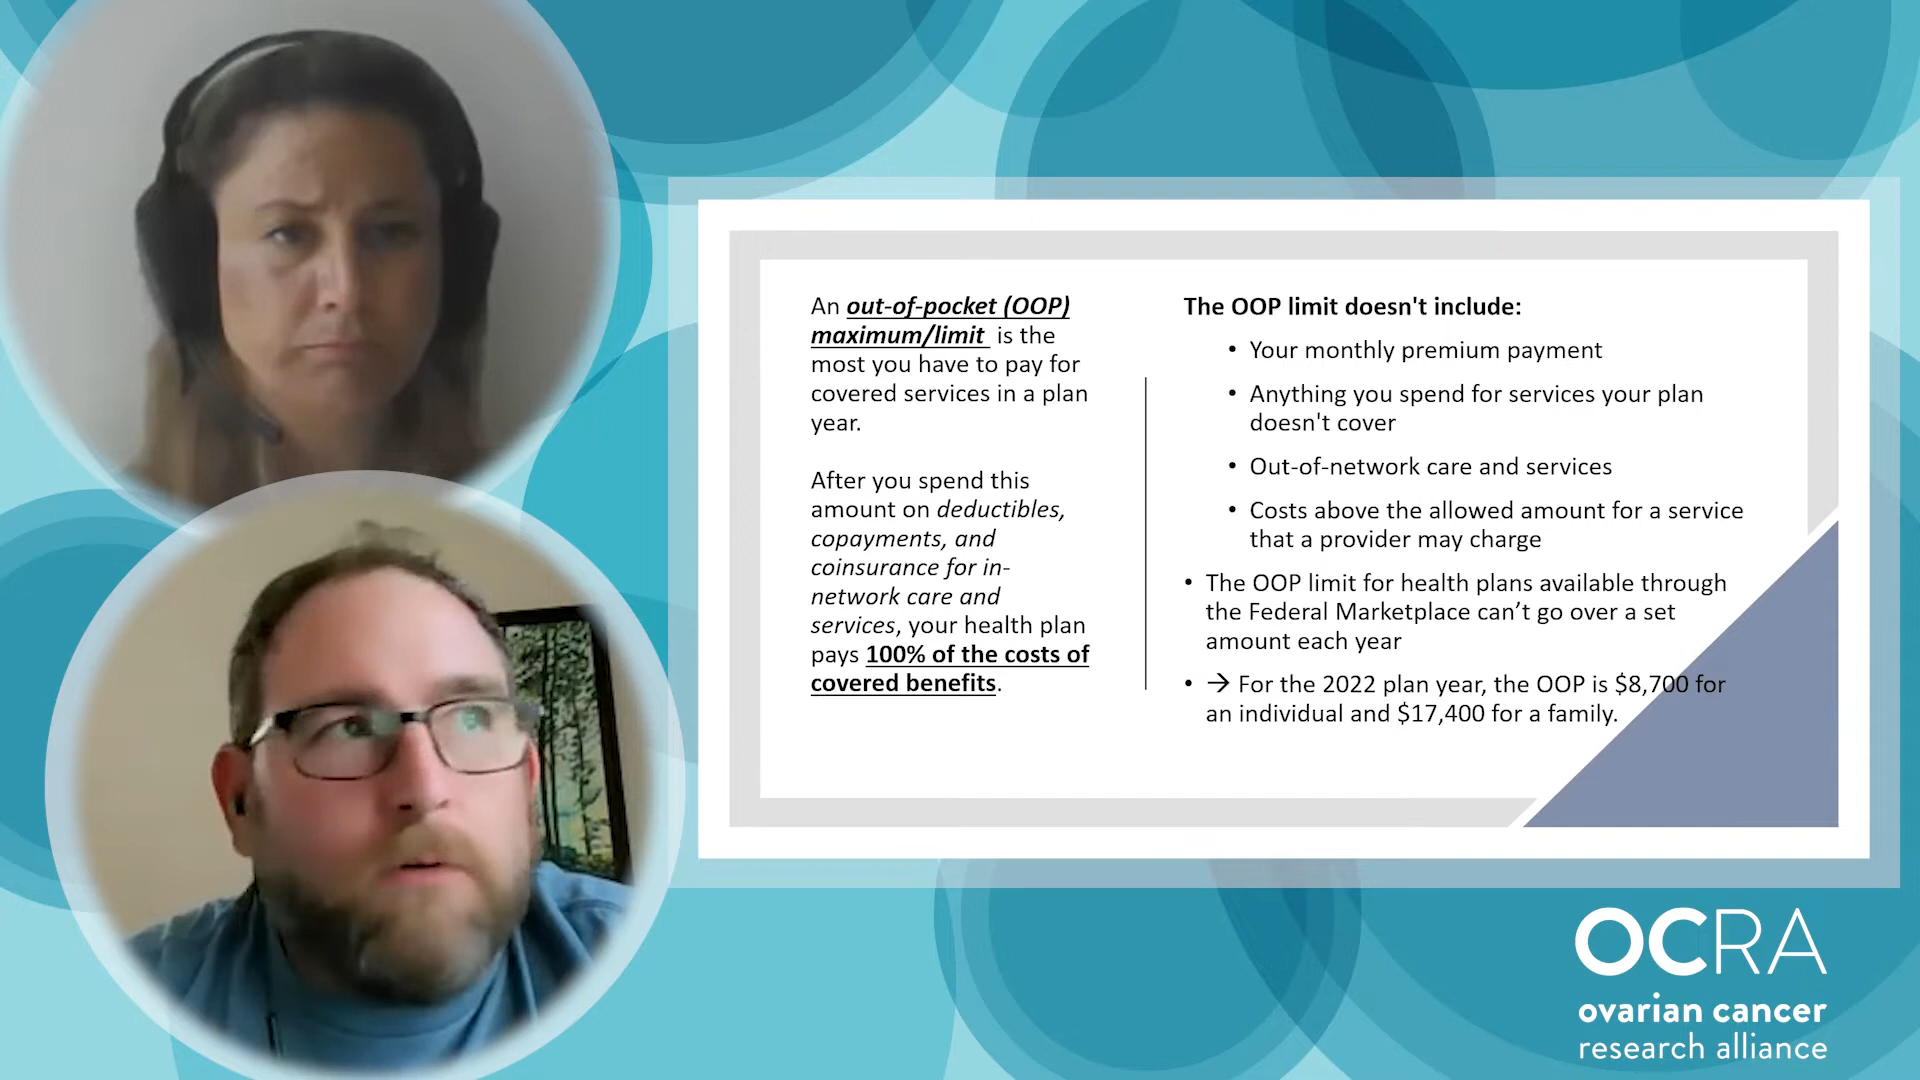 An out-of-pocket (OOP)
maximum/limit is the
most you have to pay for
covered services in a plan
year.
After you spend this
amount on deductibles,
copayments, and
coinsurance for in-
network care and
services, your health plan
pays 100% of the costs of
covered benefits.
The OOP limit doesn't include:
• Your monthly premium payment
• Anything you spend for services your plan
doesn't cover
• Out-of-network care and services
• Costs above the allowed amount for a service
that a provider may charge
• The OOP limit for health plans available through
the Federal Marketplace can’t go over a set
amount each year
• → For the 2022 plan year, the OOP is $8,700 for
an individual and $17,400 for a family.
OCRA
ovarian cancer
research alliance